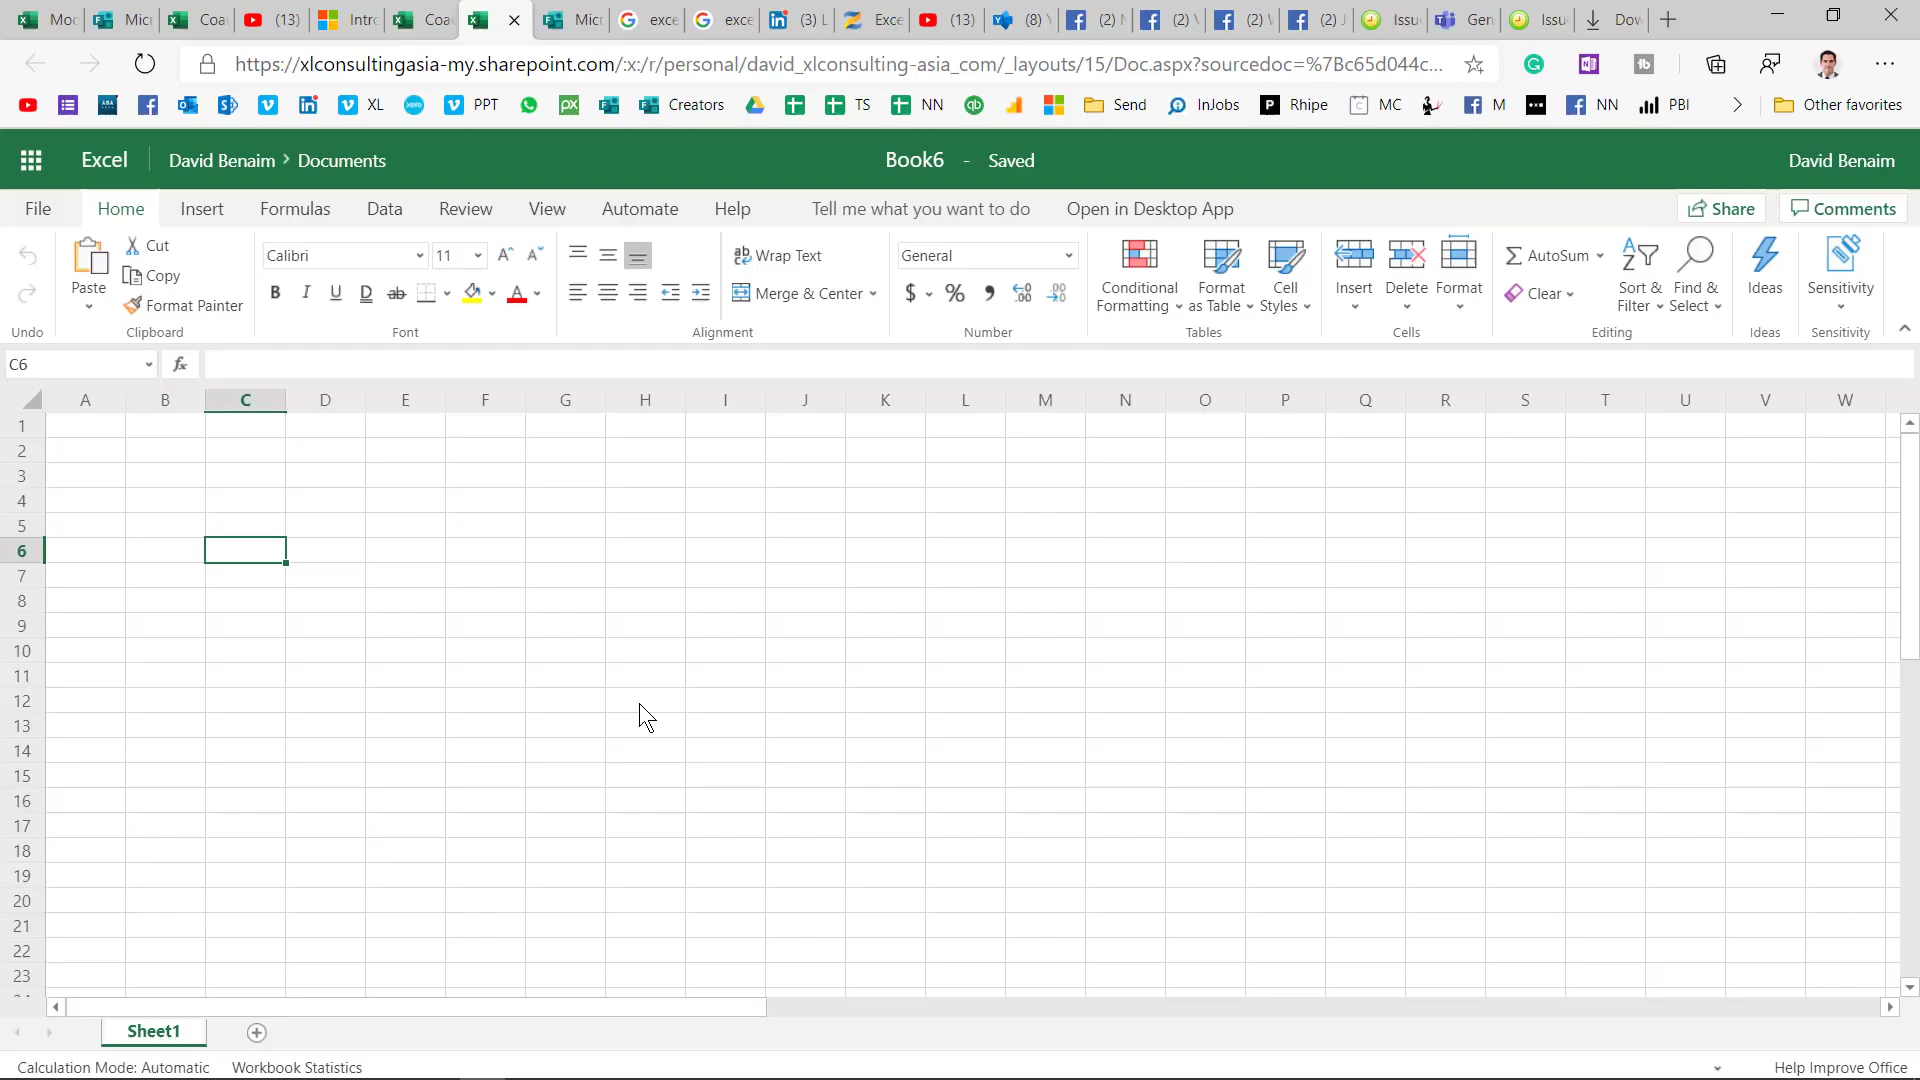 Moc Micr Coa (13) Intro Coa Micr exce exce (3) L Exce (13) (8) Y (2) (2) (2) (2) J Issu Gen Issu Dov
https://xlconsultingasia-my.sharepoint.com/:x:/r/personal/david_xlconsulting-asia_com/_layouts/15/Doc.aspx?sourcedoc=%7Bc65d044c...
XL PPT Creators TS NN Send InJobs Rhipe MC M NN PBI Other favorites
Excel David Benaim > Documents Book6 - Saved David Benaim
File Home Insert Formulas Data Review View Automate Help Tell me what you want to do Open in Desktop App Share Comments
Cut
Calibri 11 Wrap Text General AutoSum
Paste Copy Conditional Format Cell Insert Delete Format Sort & Find & Ideas Sensitivity
Format Painter B I U D ab Merge & Center $ % Formatting as Table Styles Clear Filter Select
Undo Clipboard Font Alignment Number Tables Cells Editing Ideas Sensitivity
C6 fx
A B C D E F G H I J K L M N O P Q R S T U V W
1
2
3
4
5
6
7
8
9
10
11
12
13
14
15
16
17
18
19
20
21
22
23
Sheet1
Calculation Mode: Automatic Workbook Statistics Help Improve Office